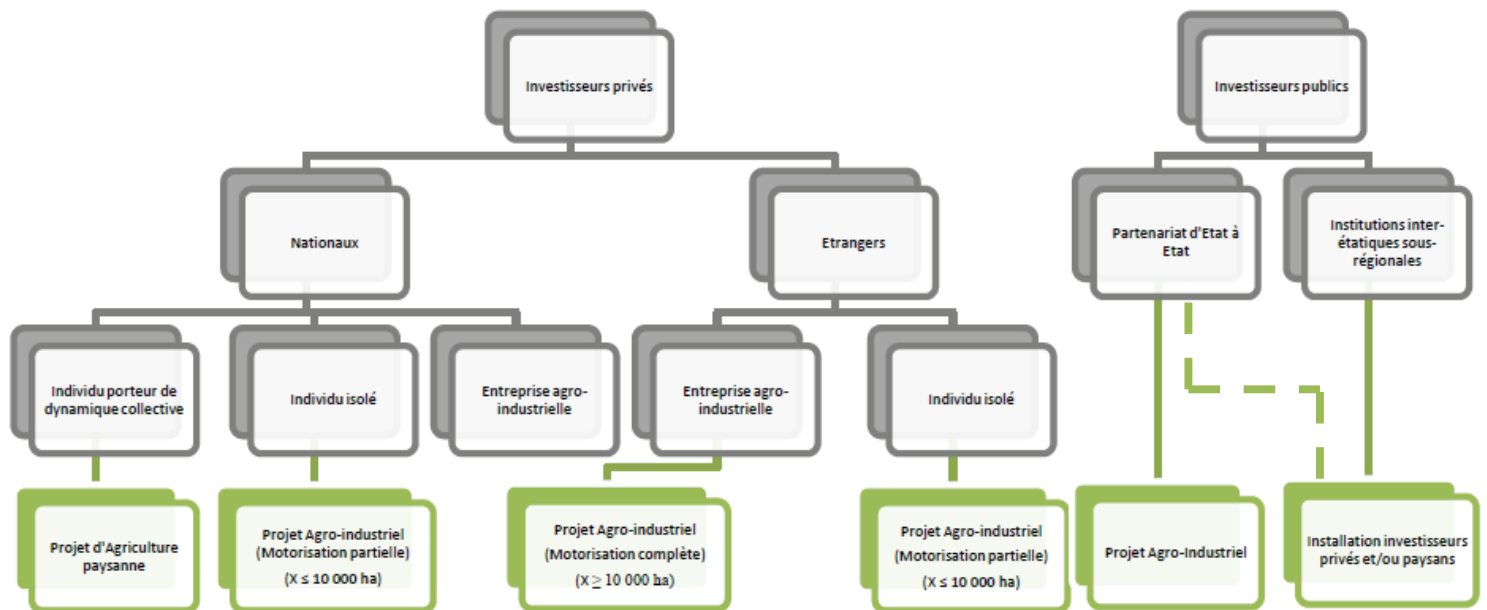 Investisseurs privés
Investisseurs publics
Nationaux
Etrangers
Partenariat d'Etat à
Etat
Institutions inter-
étatiques sous-
régionales
Individu porteur de
dynamique collective
Individu isolé
Entreprise agro-
industrielle
Entreprise agro-
industrielle
Individu isolé
Projet d'Agriculture
paysanne
Projet Agro-industriel
(Motorisation partielle)
(X ≤ 10 000 ha)
Projet Agro-industriel
(Motorisation complète)
(X ≥ 10 000 ha)
Projet Agro-industriel
(Motorisation partielle)
(X ≤ 10 000 ha)
Projet Agro-Industriel
Installation investisseurs
privés et/ou paysans